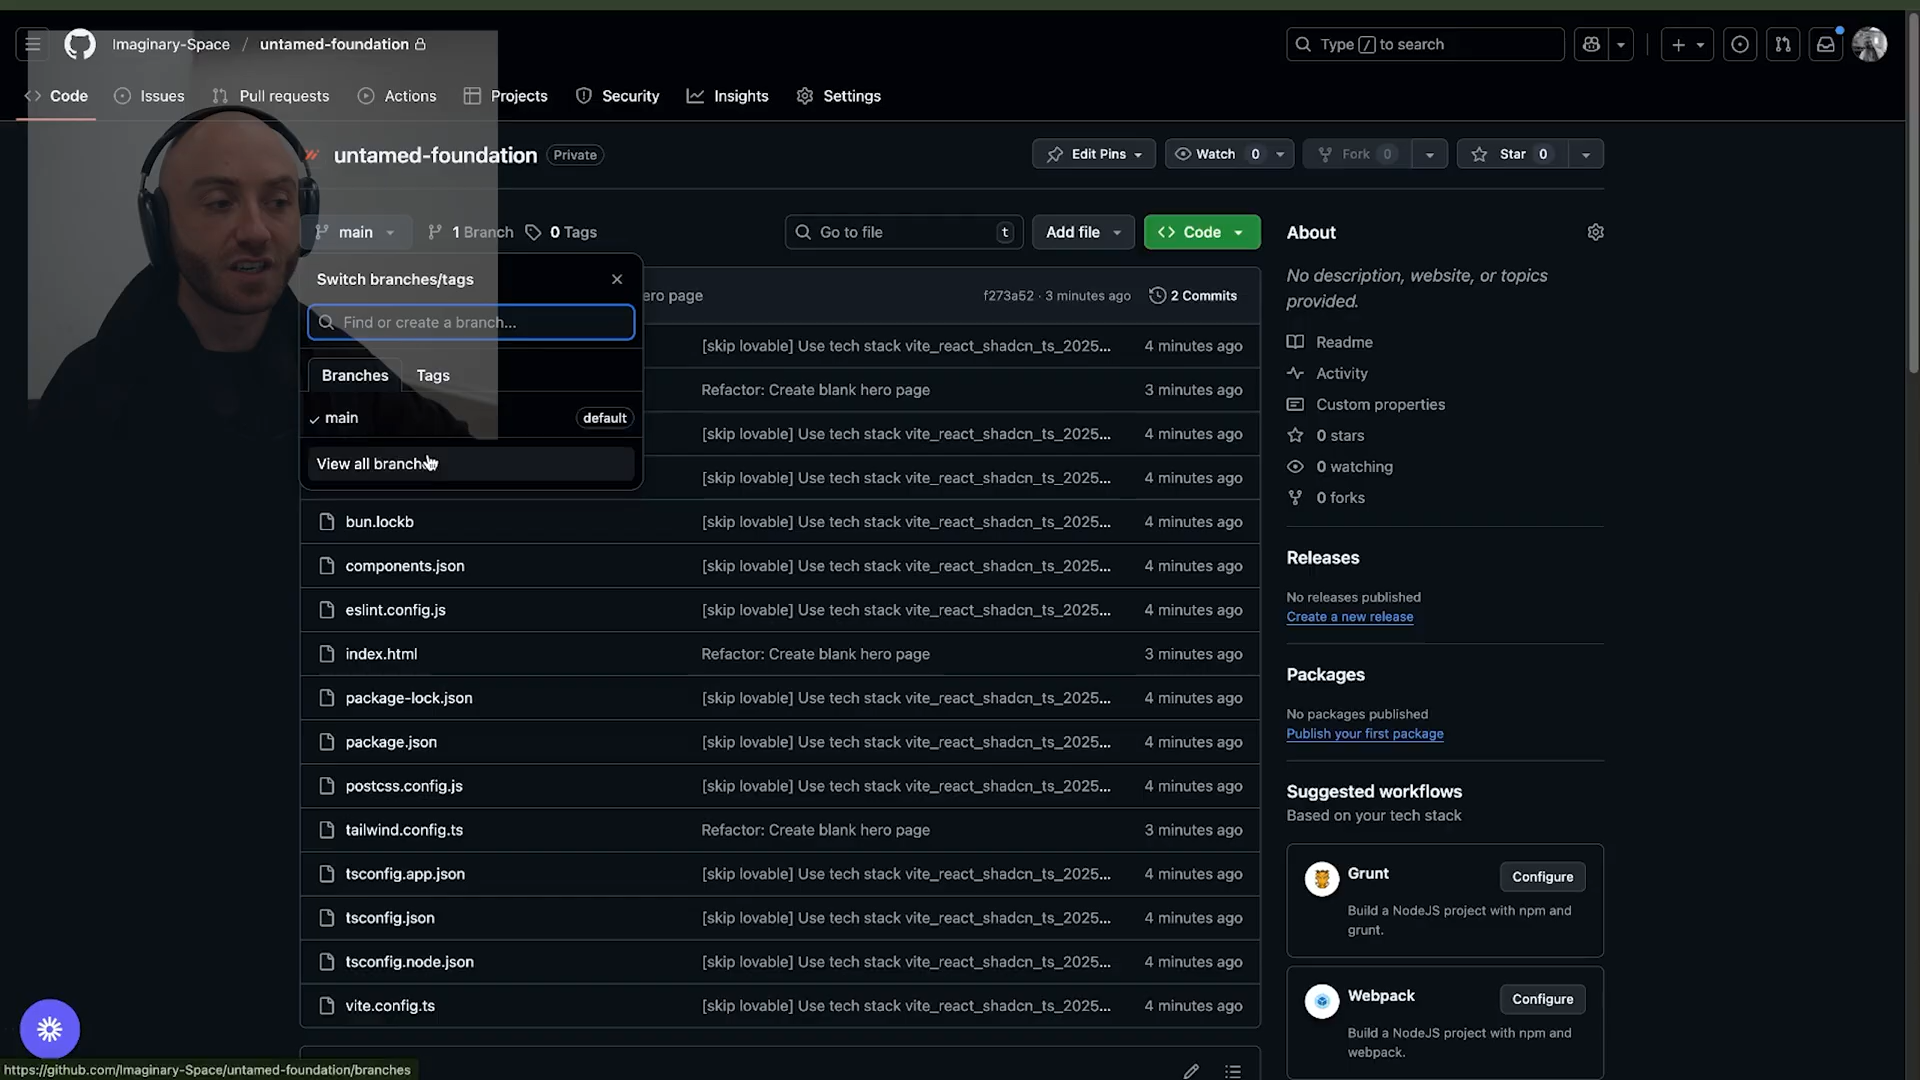 Imaginary-Space / untamed-foundation
Type / to search
Code
Issues
Pull requests
Actions
Projects
Security
Insights
Settings
untamed-foundation Private
Edit Pins
Watch 0
Fork 0
Star 0
main
1 Branch
0 Tags
Go to file t
Add file
Code
Switch branches/tags
Find or create a branch...
Branches
Tags
main default
View all branche
ero page f273a52 · 3 minutes ago 2 Commits
[skip lovable] Use tech stack vite_react_shadcn_ts_2025... 4 minutes ago
Refactor: Create blank hero page 3 minutes ago
[skip lovable] Use tech stack vite_react_shadcn_ts_2025... 4 minutes ago
[skip lovable] Use tech stack vite_react_shadcn_ts_2025... 4 minutes ago
bun.lockb [skip lovable] Use tech stack vite_react_shadcn_ts_2025... 4 minutes ago
components.json [skip lovable] Use tech stack vite_react_shadcn_ts_2025... 4 minutes ago
eslint.config.js [skip lovable] Use tech stack vite_react_shadcn_ts_2025... 4 minutes ago
index.html Refactor: Create blank hero page 3 minutes ago
package-lock.json [skip lovable] Use tech stack vite_react_shadcn_ts_2025... 4 minutes ago
package.json [skip lovable] Use tech stack vite_react_shadcn_ts_2025... 4 minutes ago
postcss.config.js [skip lovable] Use tech stack vite_react_shadcn_ts_2025... 4 minutes ago
tailwind.config.ts Refactor: Create blank hero page 3 minutes ago
tsconfig.app.json [skip lovable] Use tech stack vite_react_shadcn_ts_2025... 4 minutes ago
tsconfig.json [skip lovable] Use tech stack vite_react_shadcn_ts_2025... 4 minutes ago
tsconfig.node.json [skip lovable] Use tech stack vite_react_shadcn_ts_2025... 4 minutes ago
vite.config.ts [skip lovable] Use tech stack vite_react_shadcn_ts_2025... 4 minutes ago
About
No description, website, or topics
provided.
Readme
Activity
Custom properties
0 stars
0 watching
0 forks
Releases
No releases published
Create a new release
Packages
No packages published
Publish your first package
Suggested workflows
Based on your tech stack
Grunt Configure
Build a NodeJS project with npm and
grunt.
Webpack Configure
Build a NodeJS project with npm and
webpack.
https://github.com/Imaginary-Space/untamed-foundation/branches